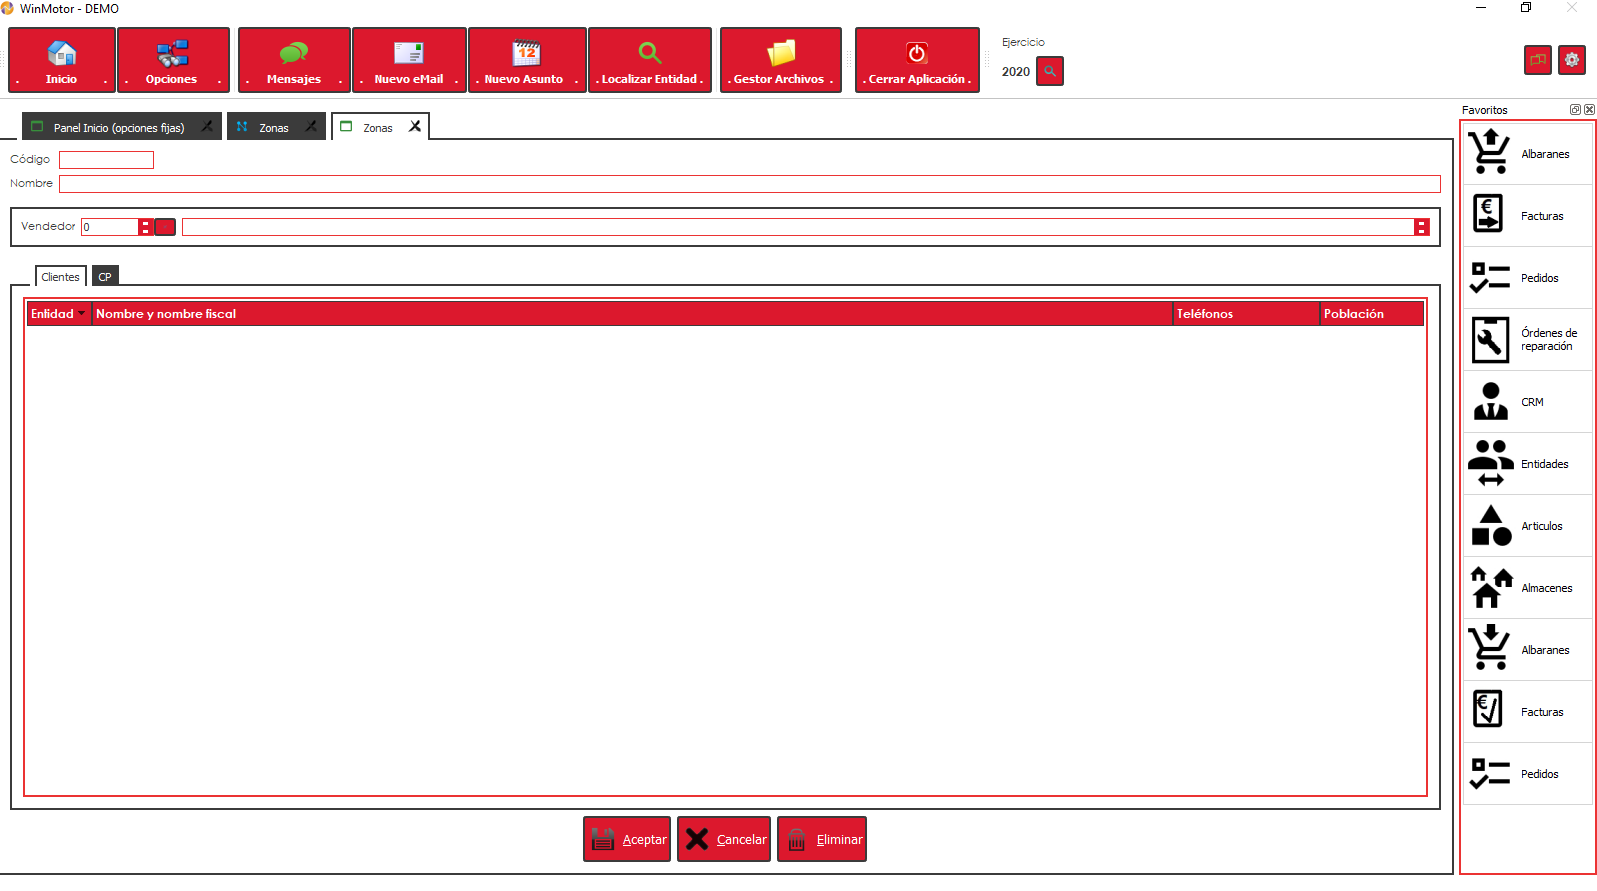 WinMotor - DEMO
. Inicio .
. Opciones .
. Mensajes .
. Nuevo eMail .
12
. Nuevo Asunto .
. Localizar Entidad .
. Gestor Archivos .
. Cerrar Aplicación .
Ejercicio
2020
Favoritos
Panel Inicio (opciones fijas)
Zonas
Zonas
Código
Nombre
Vendedor 0
Clientes
CP
Entidad
Nombre y nombre fiscal
Teléfonos
Población
Albaranes
€
Facturas
Pedidos
Órdenes de
reparación
CRM
Entidades
Articulos
Almacenes
Albaranes
€
Facturas
Pedidos
Aceptar
Cancelar
Eliminar